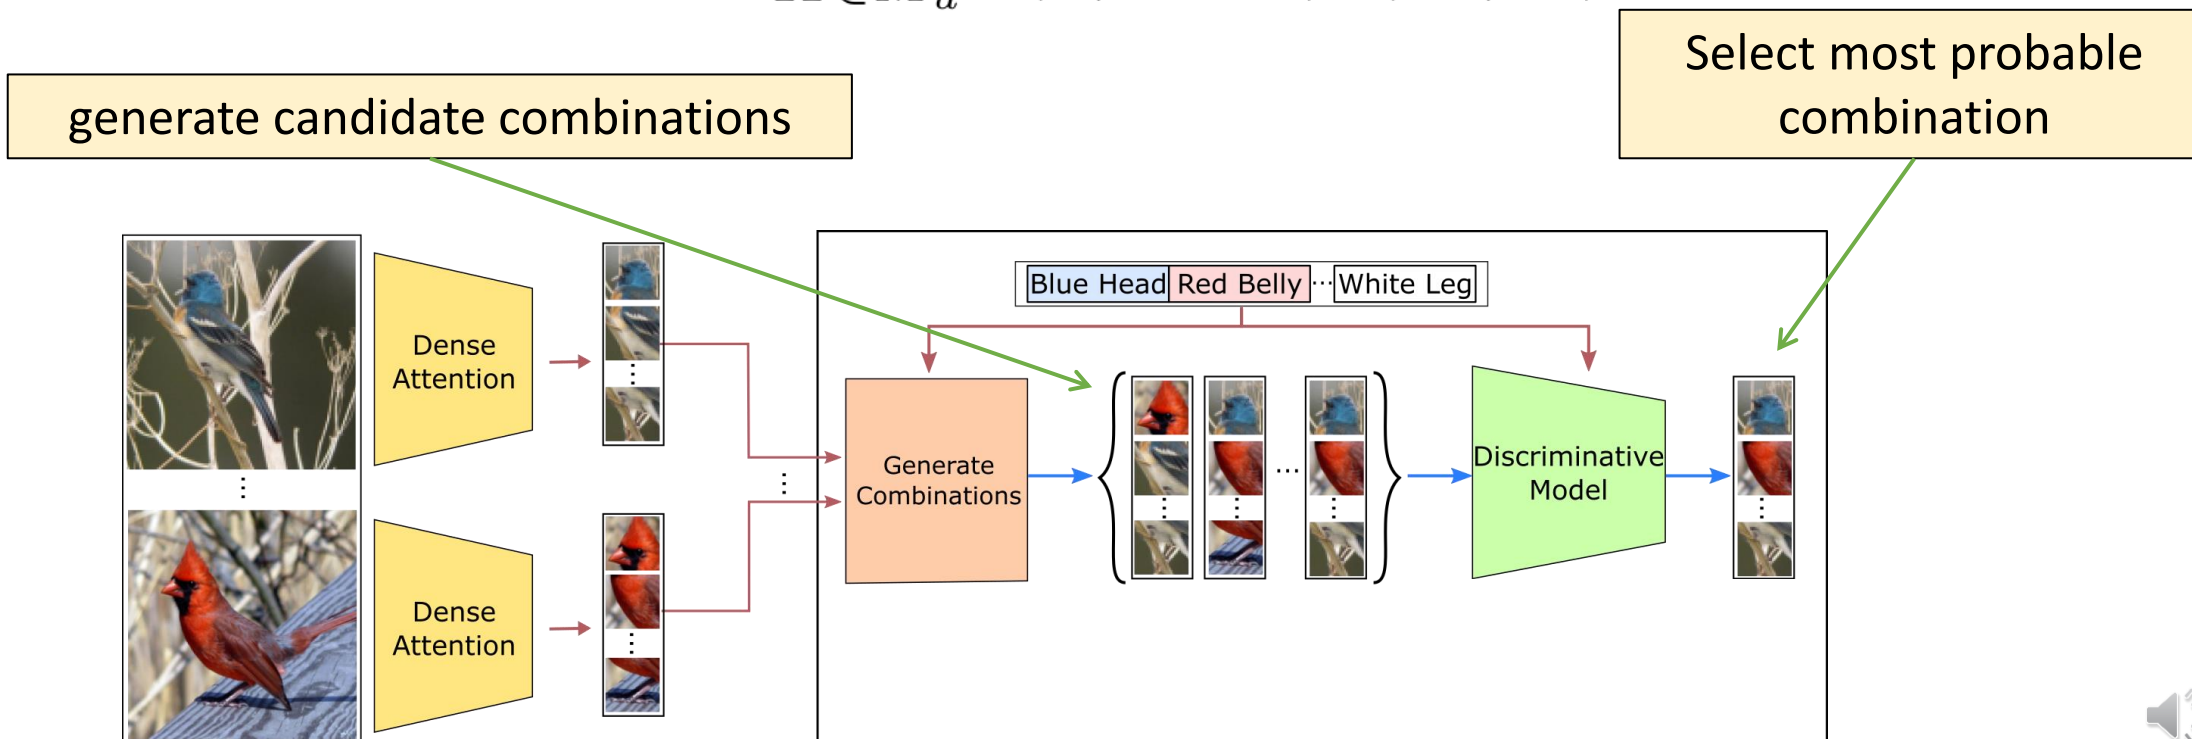 generate candidate combinations
Select most probable
combination
Blue Head Red Belly ... White Leg
Dense
Attention
Generate
Combinations
Discriminative
Model
Dense
Attention